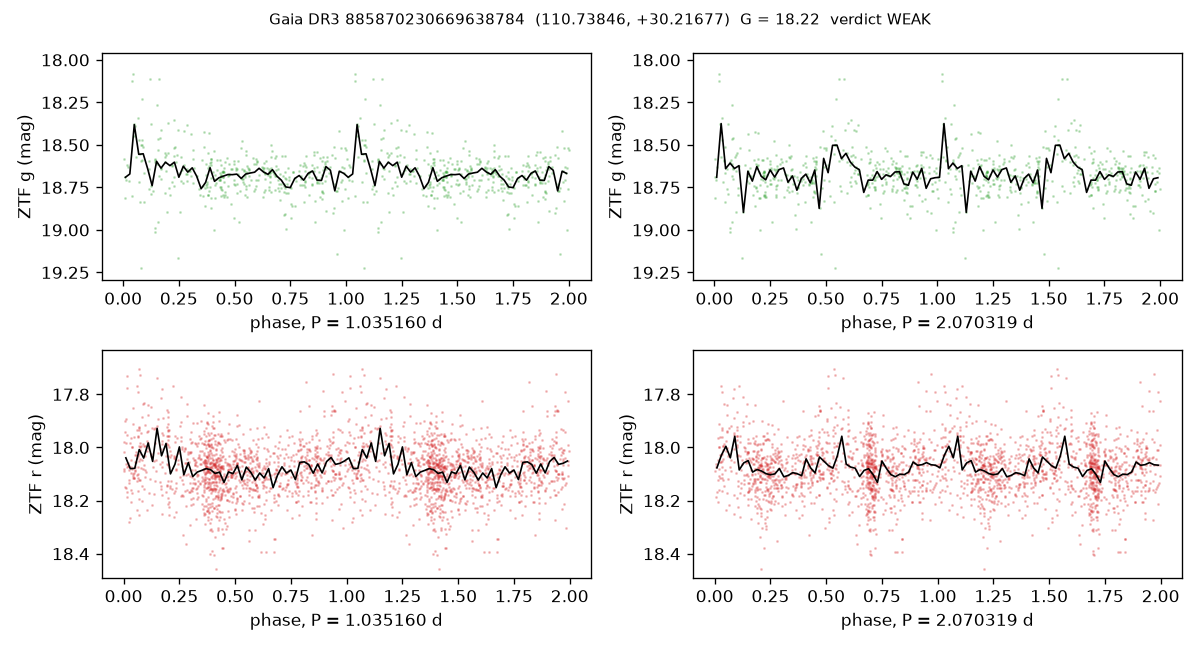 Gaia DR3 885870230669638784 (110.73846, +30.21677) G = 18.22 verdict WEAK
18.00
18.25
18.50
18.75
19.00
19.25
ZTF g (mag)
0.00 0.25 0.50 0.75 1.00 1.25 1.50 1.75 2.00
phase, P = 1.035160 d
18.00
18.25
18.50
18.75
19.00
19.25
ZTF g (mag)
0.00 0.25 0.50 0.75 1.00 1.25 1.50 1.75 2.00
phase, P = 2.070319 d
17.8
18.0
18.2
18.4
ZTF r (mag)
0.00 0.25 0.50 0.75 1.00 1.25 1.50 1.75 2.00
phase, P = 1.035160 d
17.8
18.0
18.2
18.4
ZTF r (mag)
0.00 0.25 0.50 0.75 1.00 1.25 1.50 1.75 2.00
phase, P = 2.070319 d